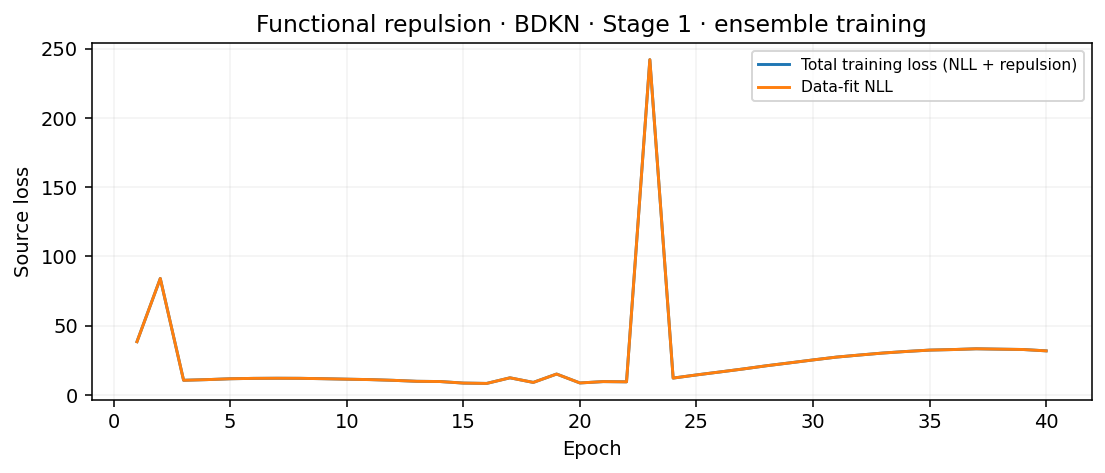 Functional repulsion · BDKN · Stage 1 · ensemble training
Total training loss (NLL + repulsion)
Data-fit NLL
Source loss
250
200
150
100
50
0
0 5 10 15 20 25 30 35 40
Epoch